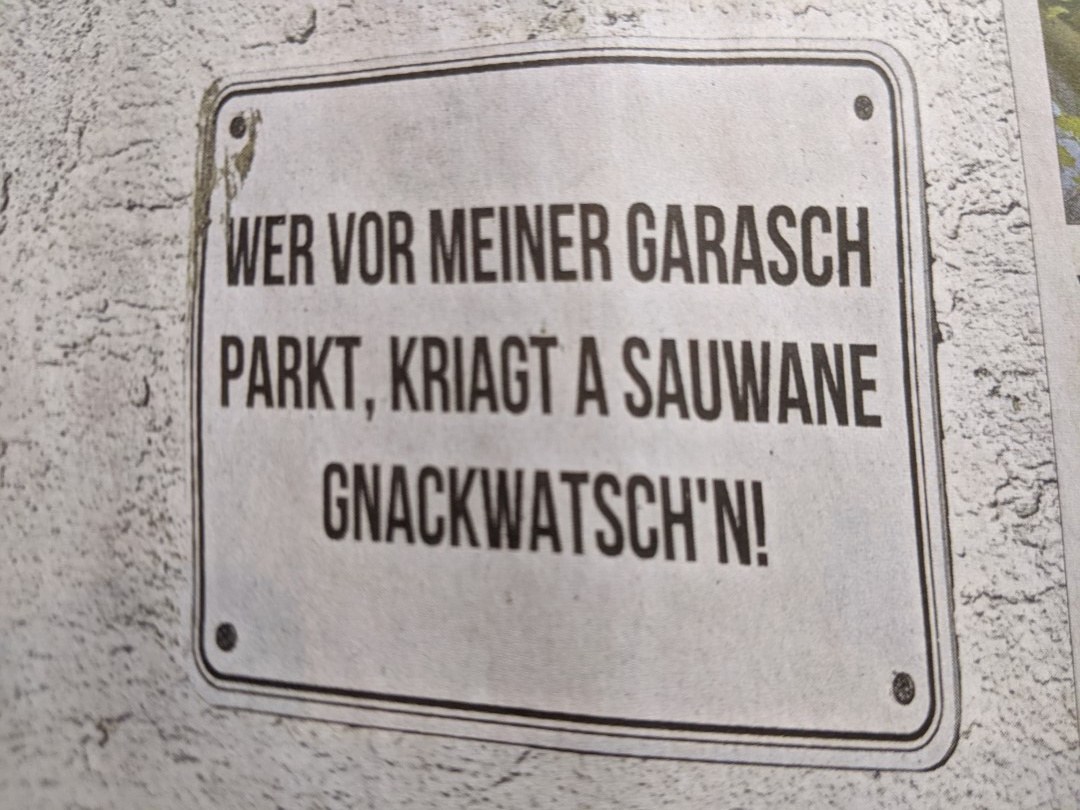 WER VOR MEINER GARASCH
PARKT, KRIAGT A SAUWANE
GNACKWATSCH'N!